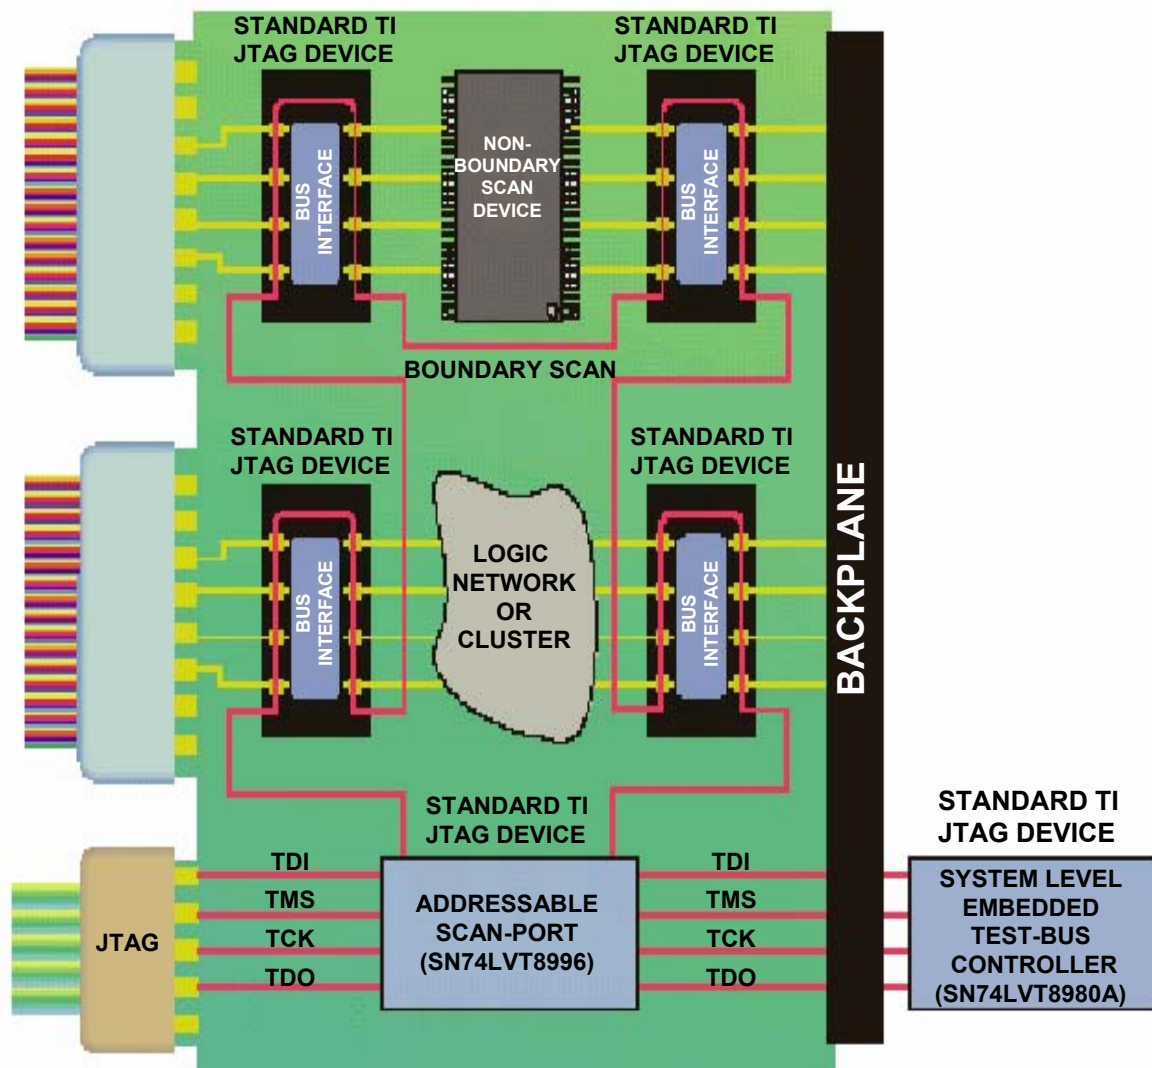 STANDARD TI
JTAG DEVICE
STANDARD TI
JTAG DEVICE
BUS
INTERFACE
NON-
BOUNDARY
SCAN
DEVICE
BUS
INTERFACE
BOUNDARY SCAN
STANDARD TI
JTAG DEVICE
STANDARD TI
JTAG DEVICE
BUS
INTERFACE
LOGIC
NETWORK
OR
CLUSTER
BUS
INTERFACE
BACKPLANE
STANDARD TI
JTAG DEVICE
STANDARD TI
JTAG DEVICE
JTAG
TDI
TMS
TCK
TDO
ADDRESSABLE
SCAN-PORT
(SN74LVT8996)
TDI
TMS
TCK
TDO
SYSTEM LEVEL
EMBEDDED
TEST-BUS
CONTROLLER
(SN74LVT8980A)